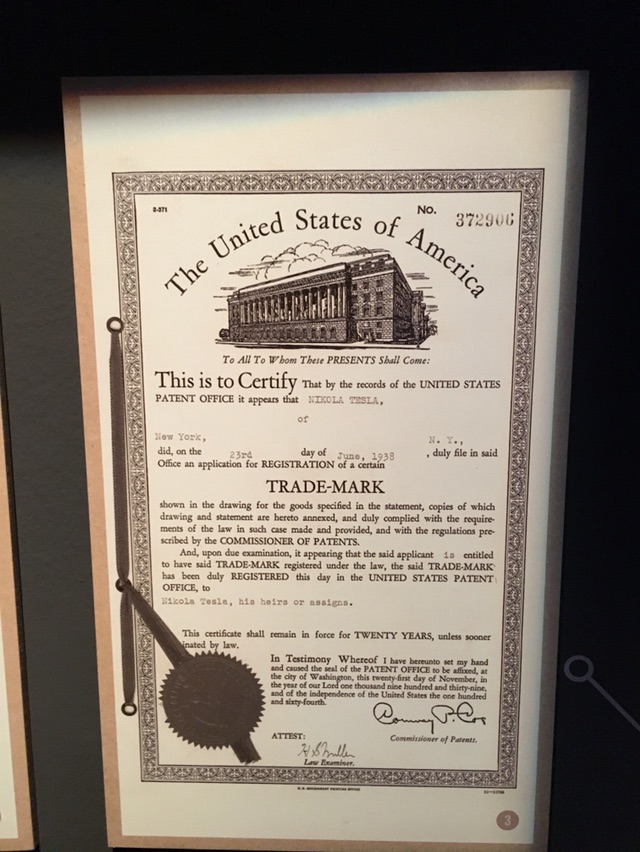 2-371
No. 372906
The United States of America
To All To Whom These PRESENTS Shall Come:
This is to Certify That by the records of the UNITED STATES
PATENT OFFICE it appears that NIKOLA TESLA,
of
New York, N. Y.,
did, on the 23rd day of June, 1938 , duly file in said
Office an application for REGISTRATION of a certain
TRADE-MARK
shown in the drawing for the goods specified in the statement, copies of which
drawing and statement are hereto annexed, and duly complied with the require-
ments of the law in such case made and provided, and with the regulations pre-
scribed by the COMMISSIONER OF PATENTS.
And, upon due examination, it appearing that the said applicant is entitled
to have said TRADE-MARK registered under the law, the said TRADE-MARK
has been duly REGISTERED this day in the UNITED STATES PATENT
OFFICE, to
Nikola Tesla, his heirs or assigns.
This certificate shall remain in force for TWENTY YEARS, unless sooner
inated by law.
In Testimony Whereof I have hereunto set my hand
and caused the seal of the PATENT OFFICE to be affixed, at
the city of Washington, this twenty-first day of November, in
the year of our Lord one thousand nine hundred and thirty-nine,
and of the independence of the United States the one hundred
and sixty-fourth.
Conway P. Coe
Commissioner of Patents.
ATTEST:
Law Examiner.
U. S. GOVERNMENT PRINTING OFFICE
3